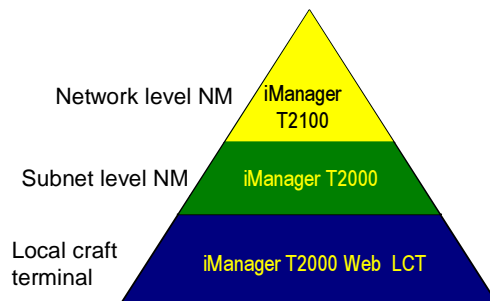 Network level NM
iManager
T2100
Subnet level NM
iManager T2000
Local craft
terminal
iManager T2000 Web LCT